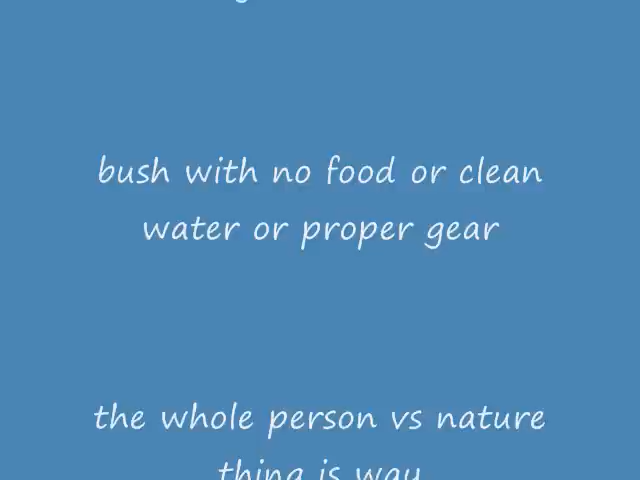 bush with no food or clean
water or proper gear
the whole person vs nature
thing is way